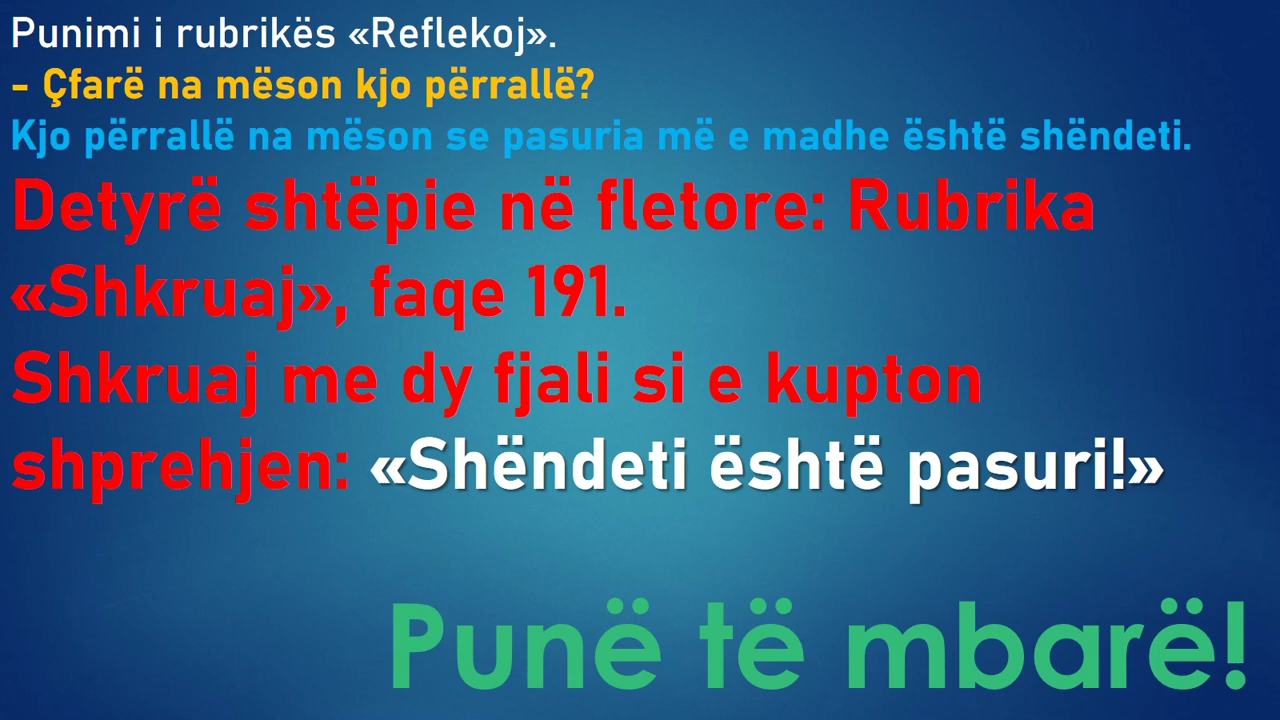 Punimi i rubrikës «Reflekoj».
- Çfarë na mëson kjo përrallë?
Kjo përrallë na mëson se pasuria më e madhe është shëndeti.
Detyrë shtëpie në fletore: Rubrika
«Shkruaj», faqe 191.
Shkruaj me dy fjali si e kupton
shprehjen: «Shëndeti është pasuri!»
Punë të mbarë!